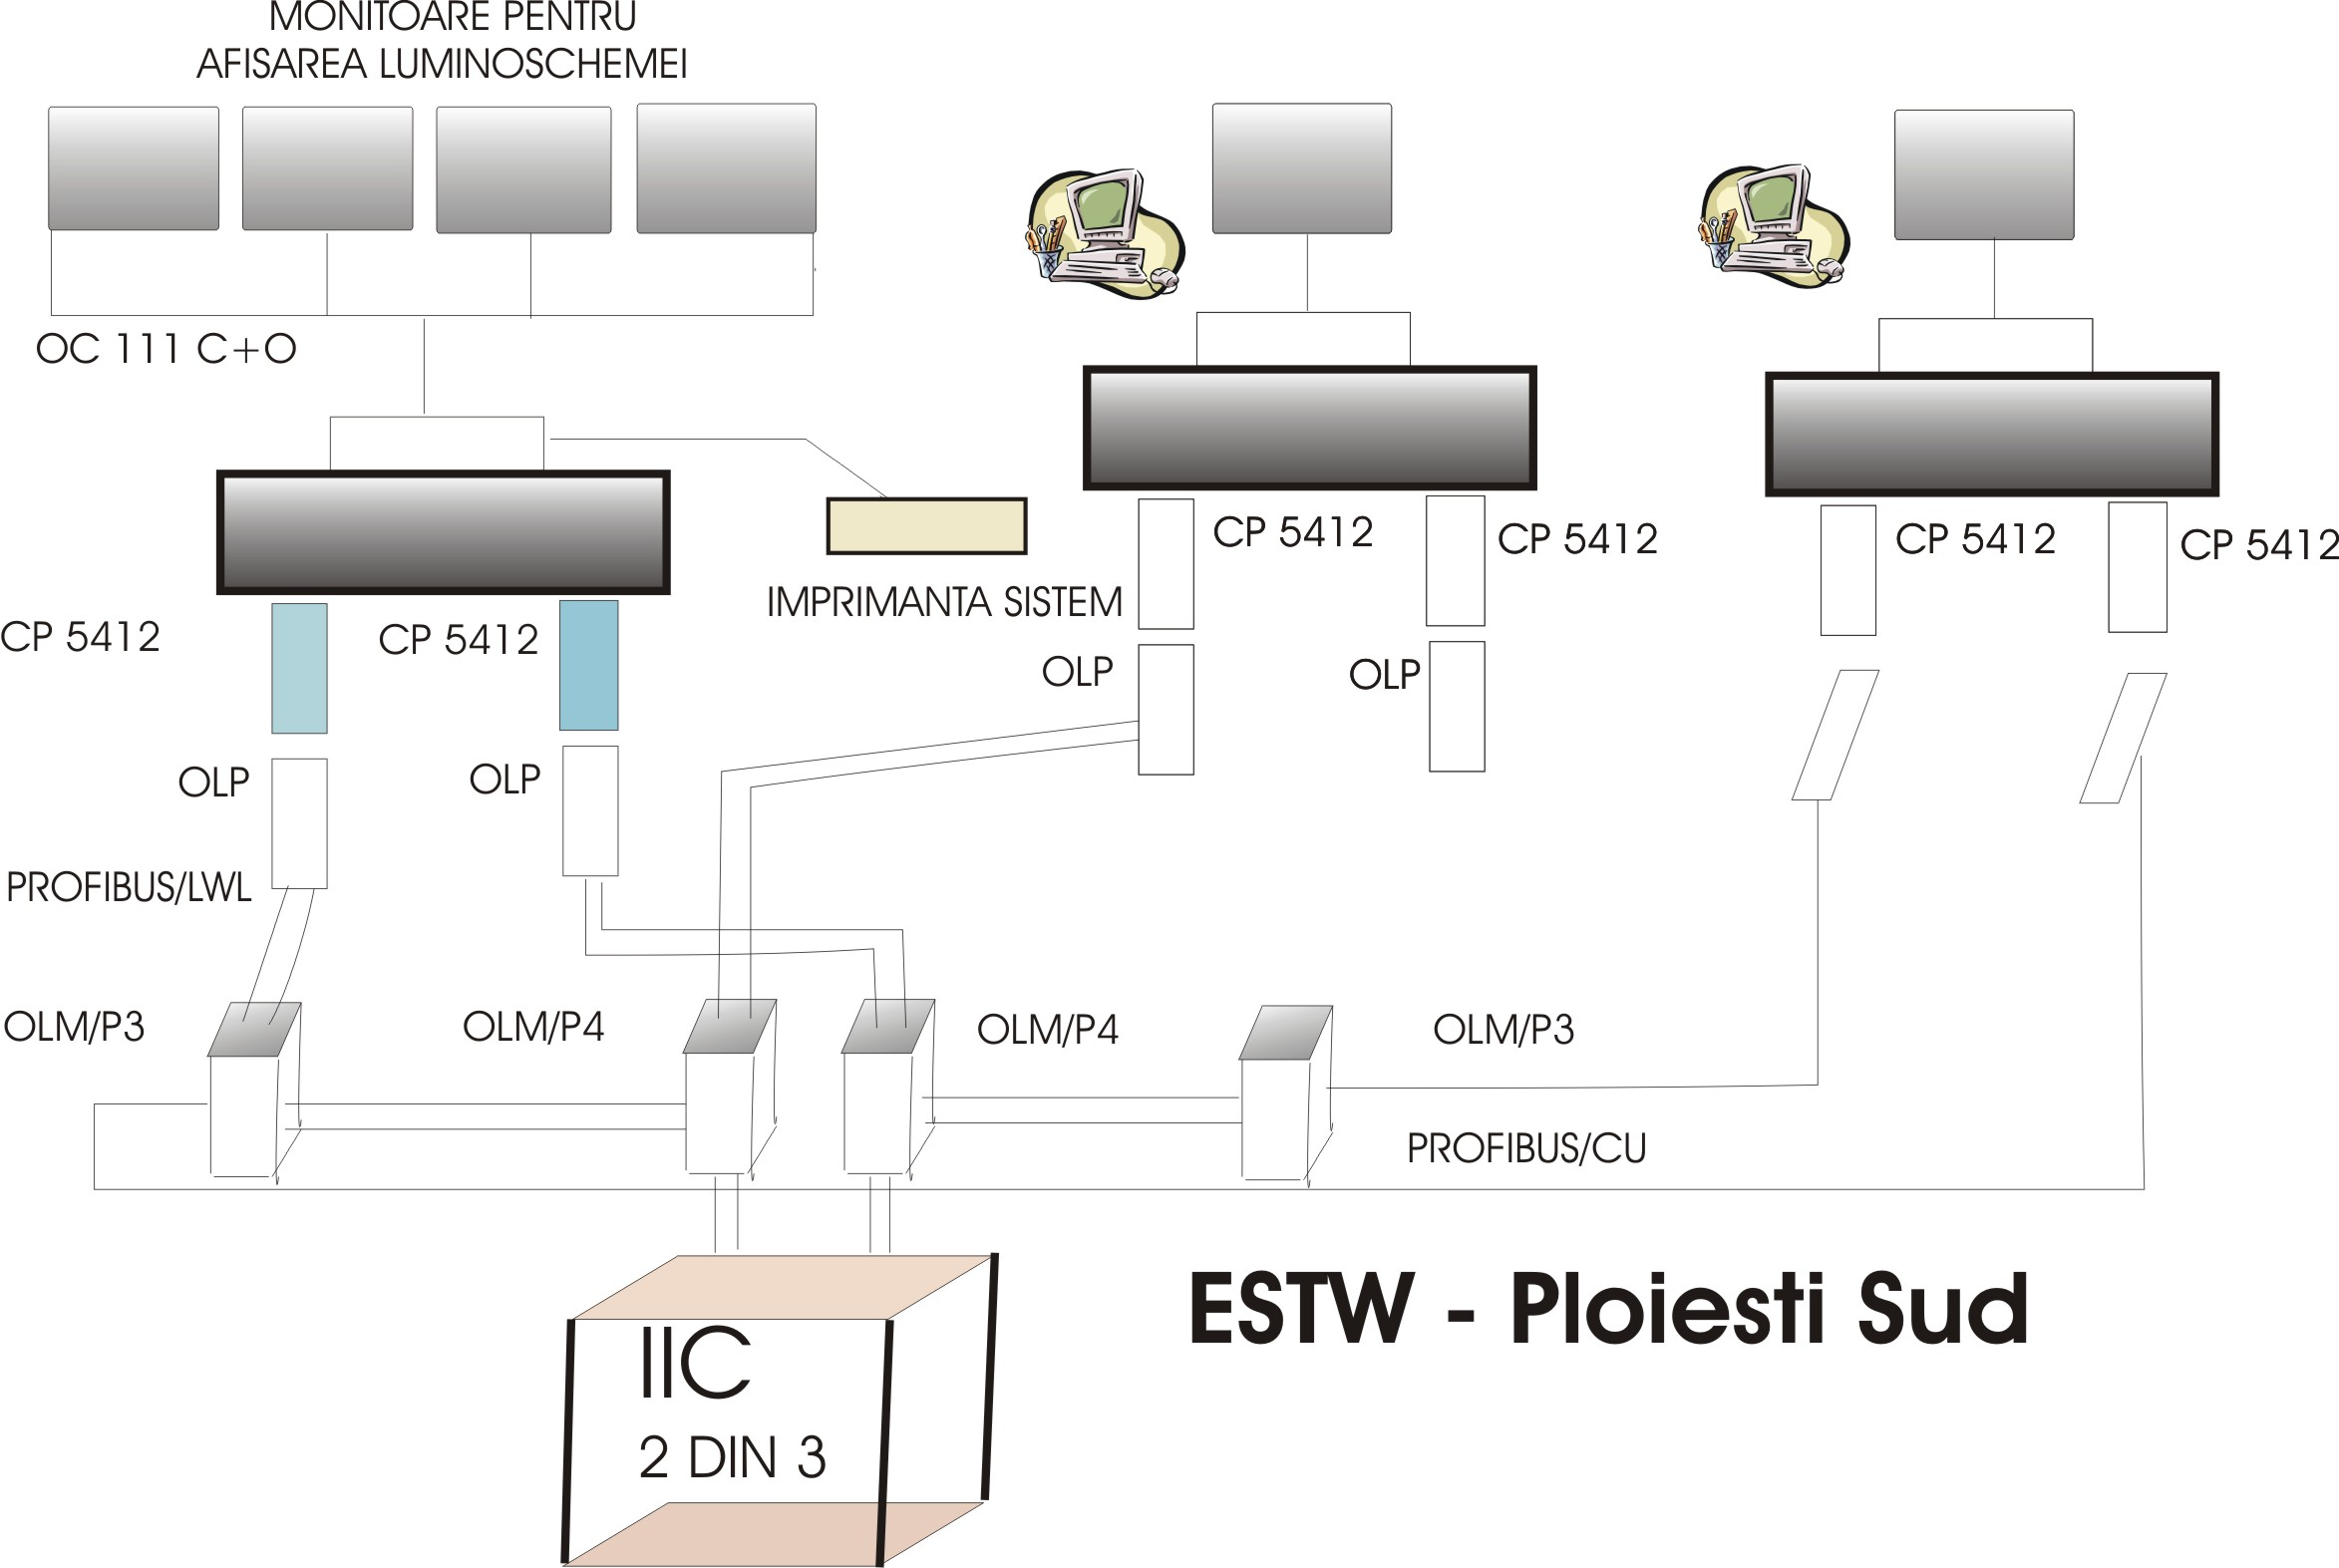 MONITOARE PENTRU
AFISAREA LUMINOSCHEMEI
OC 111 C+O
CP 5412
CP 5412
CP 5412
CP 5412
IMPRIMANTA SISTEM
CP 5412
CP 5412
OLP
OLP
OLP
OLP
PROFIBUS/LWL
OLM/P3
OLM/P4
OLM/P4
OLM/P3
PROFIBUS/CU
ESTW - Ploiesti Sud
IIC
2 DIN 3